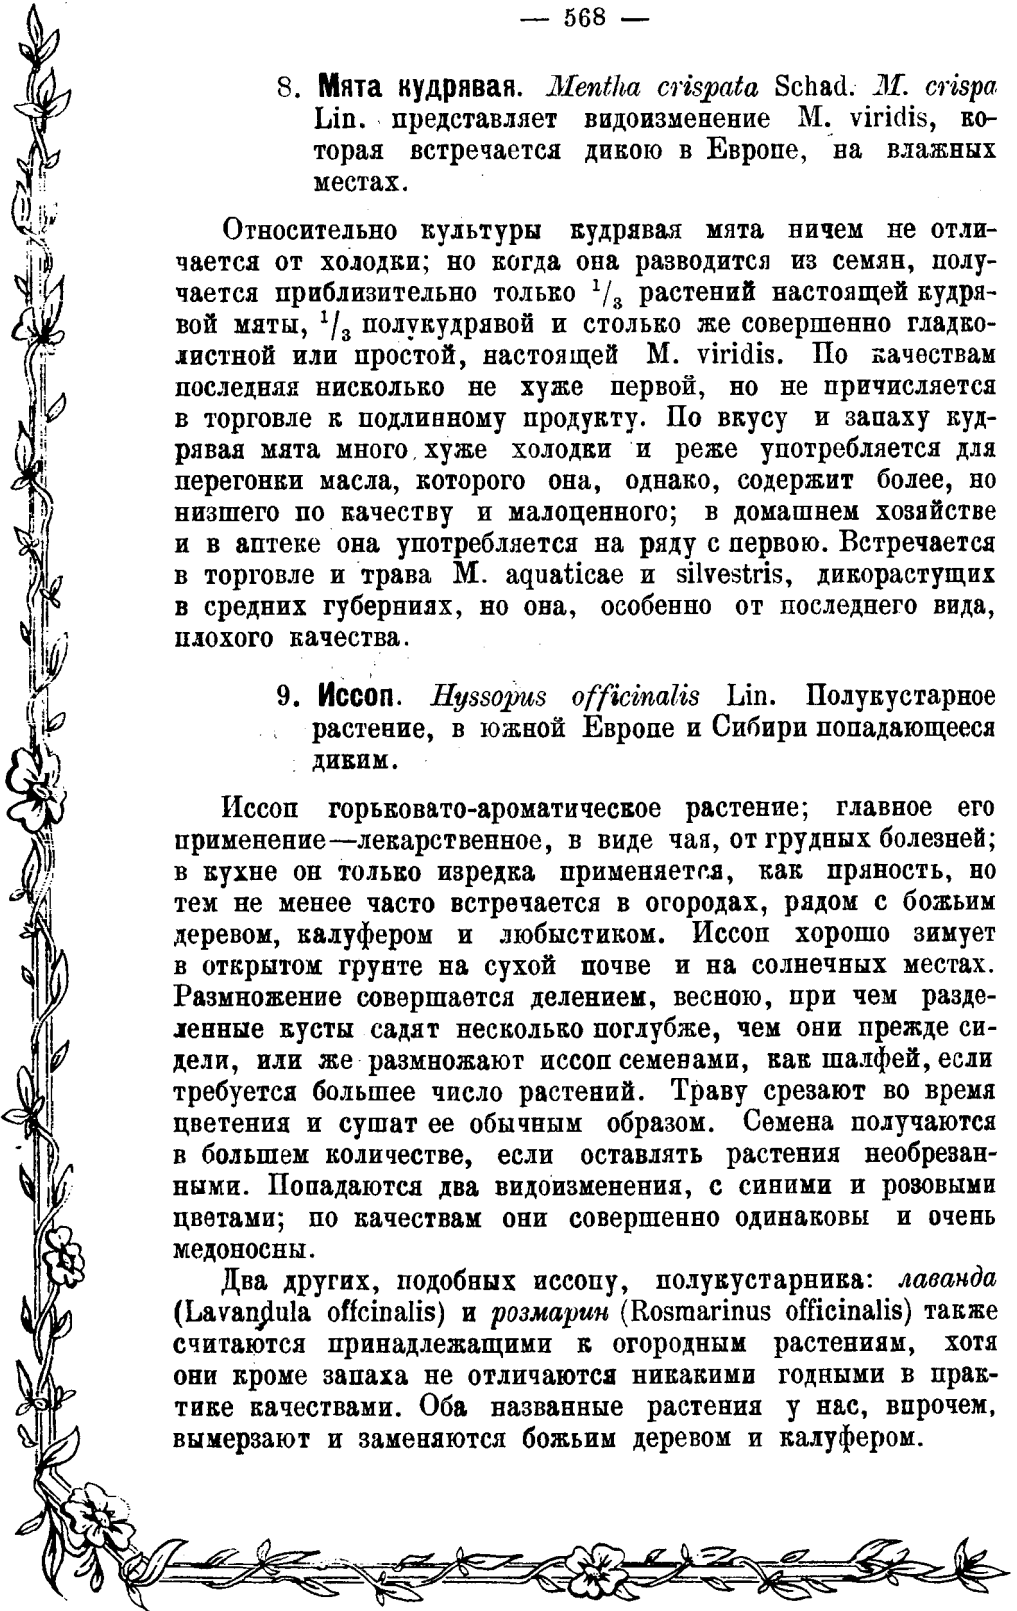 — 568 —
8. Мята кудрявая. Mentha crispata Schad. M. crispa
Lin. представляет видоизменение M. viridis, ко-
торая встречается дикою в Европе, на влажных
местах.
Относительно культуры кудрявая мята ничем не отли-
чается от холодки; но когда она разводится из семян, полу-
чается приблизительно только 1/3 растений настоящей кудря-
вой мяты, 1/3 полукудрявой и столько же совершенно гладко-
листной или простой, настоящей M. viridis. По качествам
последняя нисколько не хуже первой, но не причисляется
в торговле к подлинному продукту. По вкусу и запаху куд-
рявая мята много хуже холодки и реже употребляется для
перегонки масла, которого она, однако, содержит более, но
низшего по качеству и малоценного; в домашнем хозяйстве
и в аптеке она употребляется на ряду с первою. Встречается
в торговле и трава M. aquaticae и silvestris, дикорастущих
в средних губерниях, но она, особенно от последнего вида,
плохого качества.
9. Иссоп. Hyssopus officinalis Lin. Полукустарное
растение, в южной Европе и Сибири попадающееся
диким.
Иссоп горьковато-ароматическое растение; главное его
применение—лекарственное, в виде чая, от грудных болезней;
в кухне он только изредка применяется, как пряность, но
тем не менее часто встречается в огородах, рядом с божьим
деревом, калуфером и любыстиком. Иссоп хорошо зимует
в открытом грунте на сухой почве и на солнечных местах.
Размножение совершается делением, весною, при чем разде-
ленные кусты садят несколько поглубже, чем они прежде си-
дели, или же размножают иссоп семенами, как шалфей, если
требуется большее число растений. Траву срезают во время
цветения и сушат ее обычным образом. Семена получаются
в большем количестве, если оставлять растения необрезан-
ными. Попадаются два видоизменения, с синими и розовыми
цветами; по качествам они совершенно одинаковы и очень
медоносны.
Два других, подобных иссопу, полукустарника: лаванда
(Lavandula offcinalis) и розмарин (Rosmarinus officinalis) также
считаются принадлежащими к огородным растениям, хотя
они кроме запаха не отличаются никакими годными в прак-
тике качествами. Оба названные растения у нас, впрочем,
вымерзают и заменяются божьим деревом и калуфером.